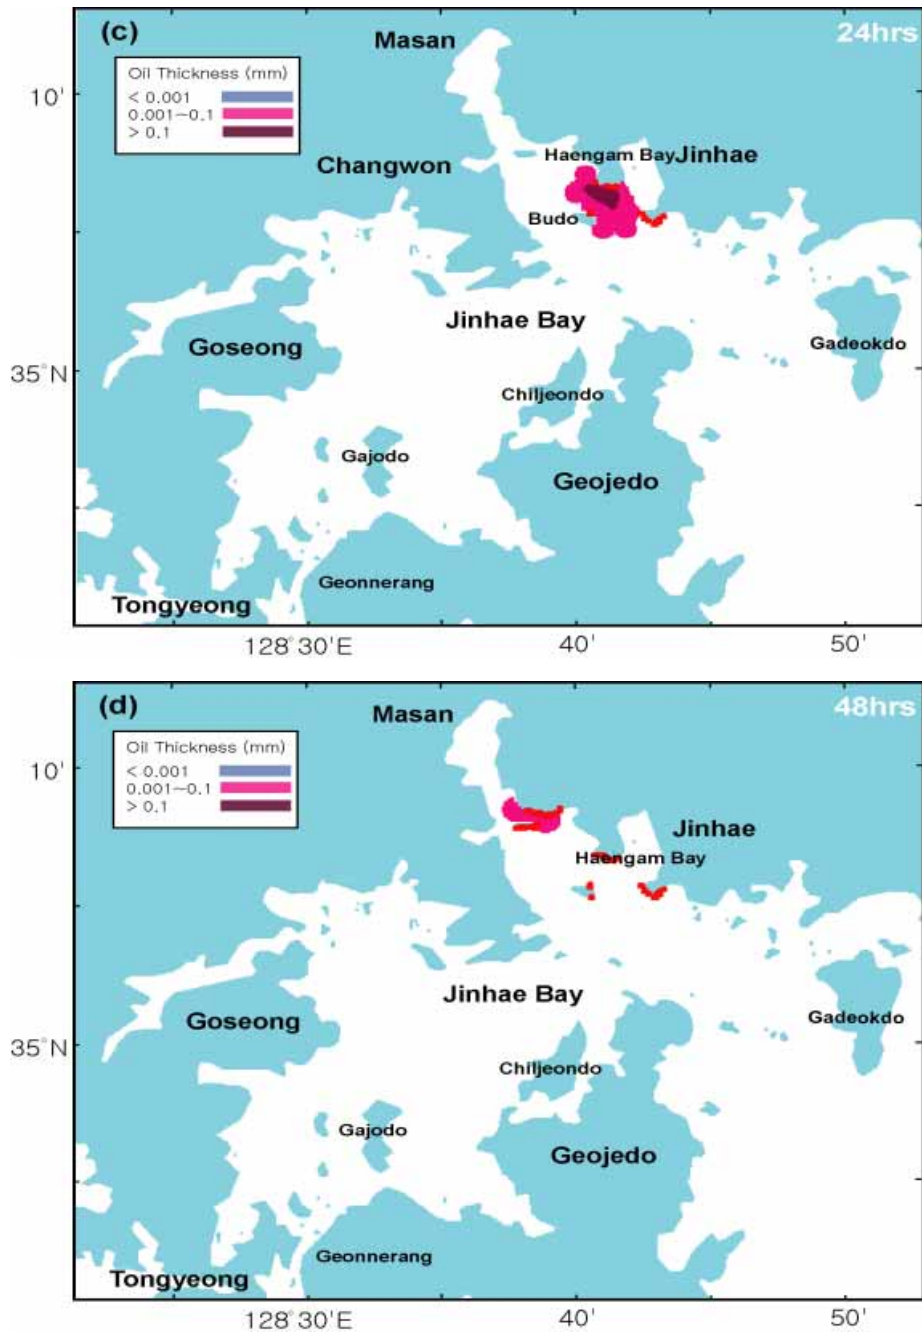 (c)
Masan
24hrs
Oil Thickness (mm)
< 0.001
0.001~0.1
> 0.1
10'
Haengam Bay
Jinhae
Changwon
Budo
Jinhae Bay
Goseong
Gadeokdo
35°N
Chiljeondo
Gajodo
Geojedo
Geonnerang
Tongyeong
128°30'E
40'
50'
(d)
Masan
48hrs
Oil Thickness (mm)
< 0.001
0.001~0.1
> 0.1
10'
Jinhae
Haengam Bay
Jinhae Bay
Goseong
Gadeokdo
35°N
Chiljeondo
Gajodo
Geojedo
Geonnerang
Tongyeong
128°30'E
40'
50'